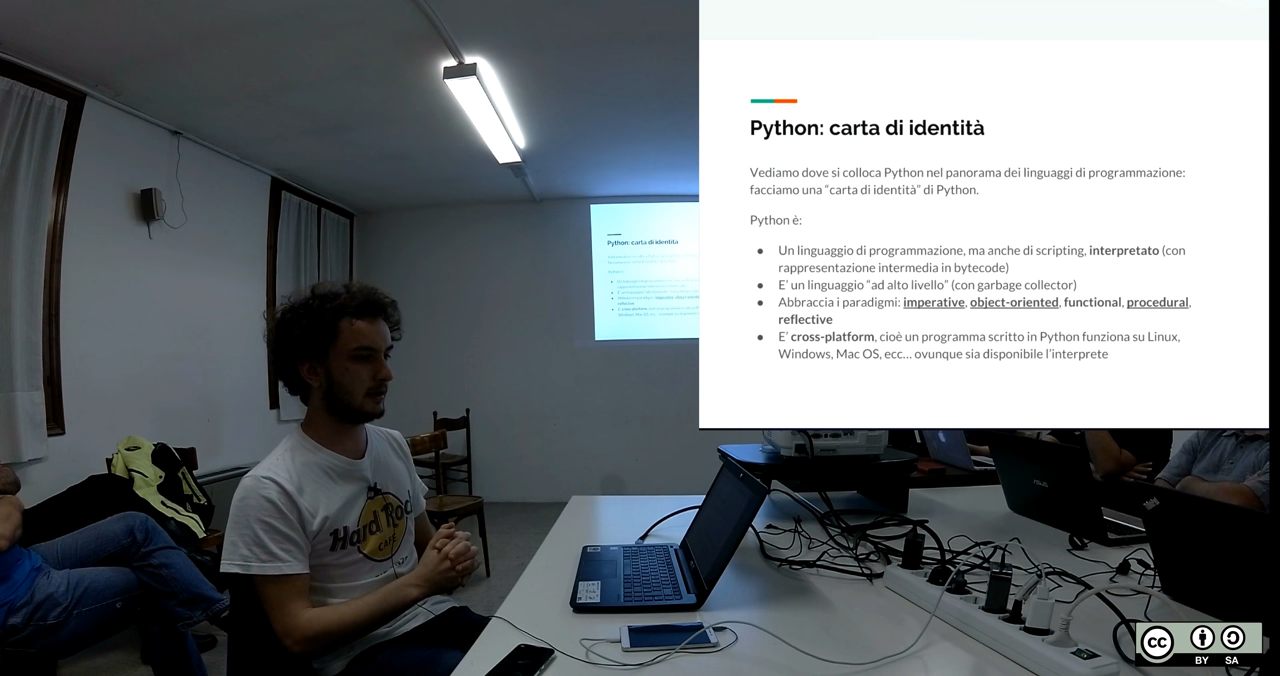 Python: carta di identità
Vediamo dove si colloca Python nel panorama dei linguaggi di programmazione:
facciamo una “carta di identità” di Python.
Python è:
● Un linguaggio di programmazione, ma anche di scripting, interpretato (con
rappresentazione intermedia in bytecode)
● E’ un linguaggio “ad alto livello” (con garbage collector)
● Abbraccia i paradigmi: imperative, object-oriented, functional, procedural,
reflective
● E’ cross-platform, cioè un programma scritto in Python funziona su Linux,
Windows, Mac OS, ecc… ovunque sia disponibile l’interprete
Python: carta di identità
Hard Roc
CAFE
ASUS
cc
BY SA